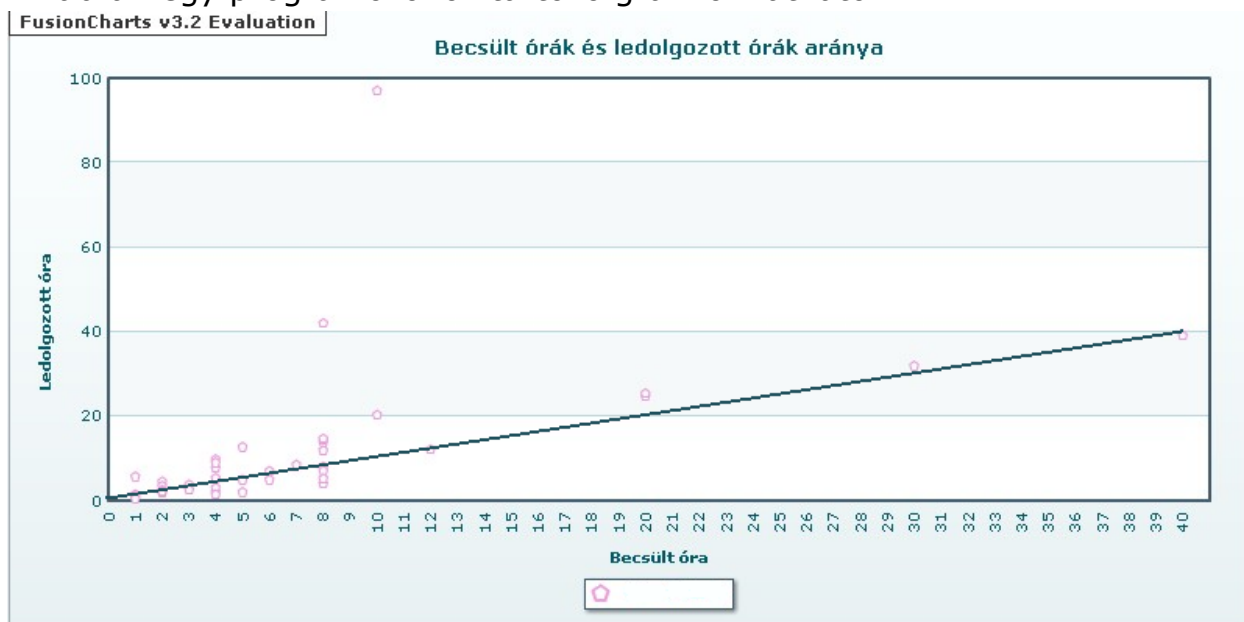 FusionCharts v3.2 Evaluation
Becsült órák és ledolgozott órák aránya
100
80
60
40
20
0
Ledolgozott óra
0 1 2 3 4 5 6 7 8 9 10 11 12 13 14 15 16 17 18 19 20 21 22 23 24 25 26 27 28 29 30 31 32 33 34 35 36 37 38 39 40
Becsült óra